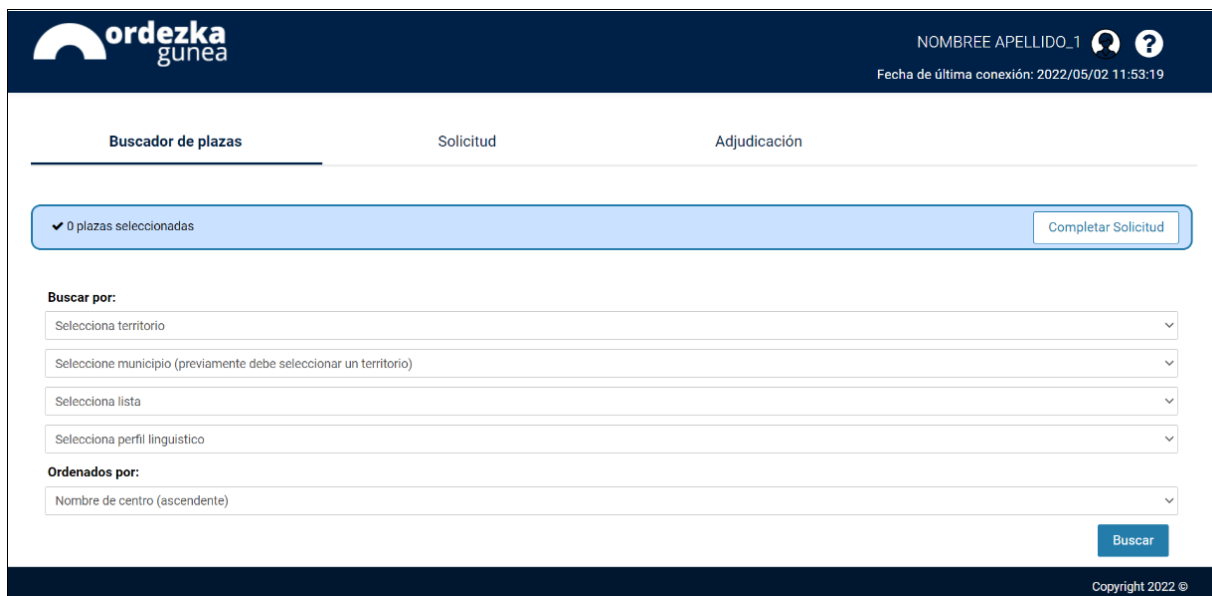 ordezka
gunea
NOMBREE APELLIDO_1 ?
Fecha de última conexión: 2022/05/02 11:53:19
Buscador de plazas Solicitud Adjudicación
0 plazas seleccionadas Completar Solicitud
Buscar por:
Selecciona territorio
Seleccione municipio (previamente debe seleccionar un territorio)
Selecciona lista
Selecciona perfil linguistico
Ordenados por:
Nombre de centro (ascendente)
Buscar
Copyright 2022 ©